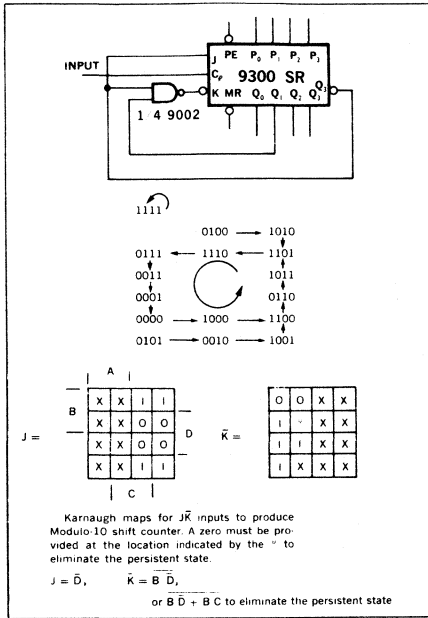 PE P₀ P₁ P₂ P₃
J
INPUT
Cp 9300 SR Q̄₃
K MR Q₀ Q₁ Q₂ Q₃
1 4 9002
1111
0100 1010
0111 1110 1101
0011 1011
0001 0110
0000 1000 1100
0101 0010 1001
A
X X 1 1 0 0 X X
B
X X 0 0 1 X X
D
J = K̄ =
X X 0 0 1 1 X X
X X 1 1 1 X X X
C
Karnaugh maps for JK̄ inputs to produce
Modulo-10 shift counter. A zero must be pro-
vided at the location indicated by the to
eliminate the persistent state.
J = D̄, K̄ = \overline{B D̄},
or \overline{B D̄ + B C} to eliminate the persistent state